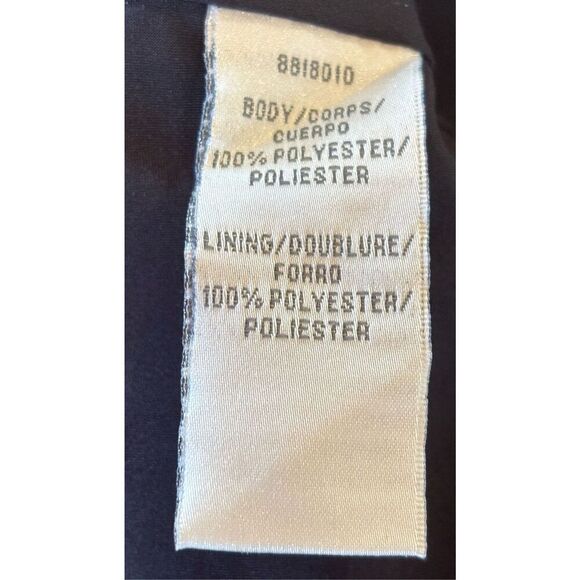 8818010
BODY/CORPS/
CUERPO
100% POLYESTER/
POLIESTER
LINING/DOUBLURE/
FORRO
100% POLYESTER/
POLIESTER